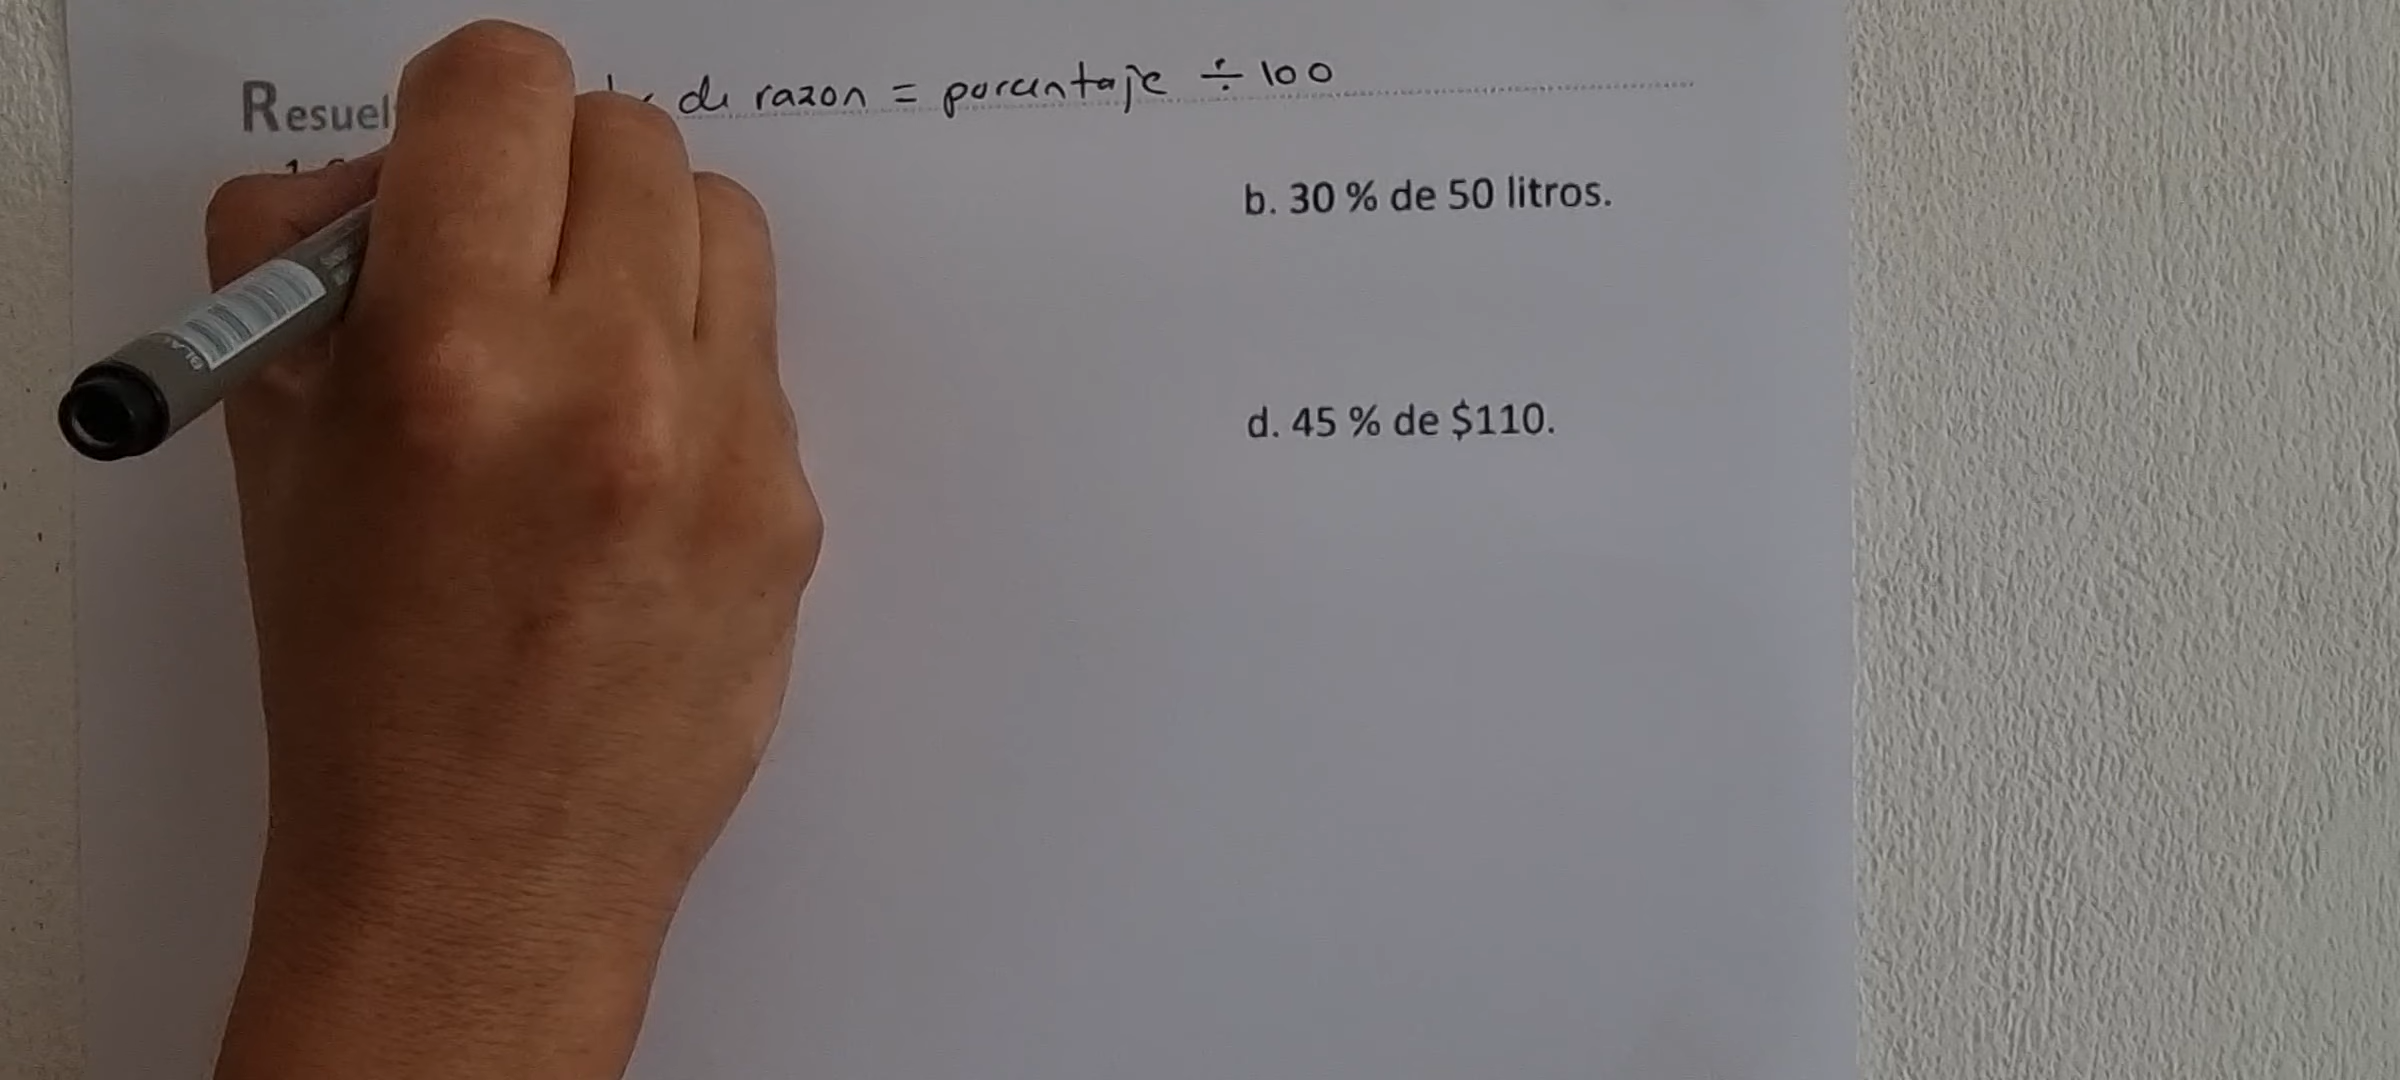 Resuel de razon = porcentaje ÷ 100
b. 30 % de 50 litros.
d. 45 % de $110.